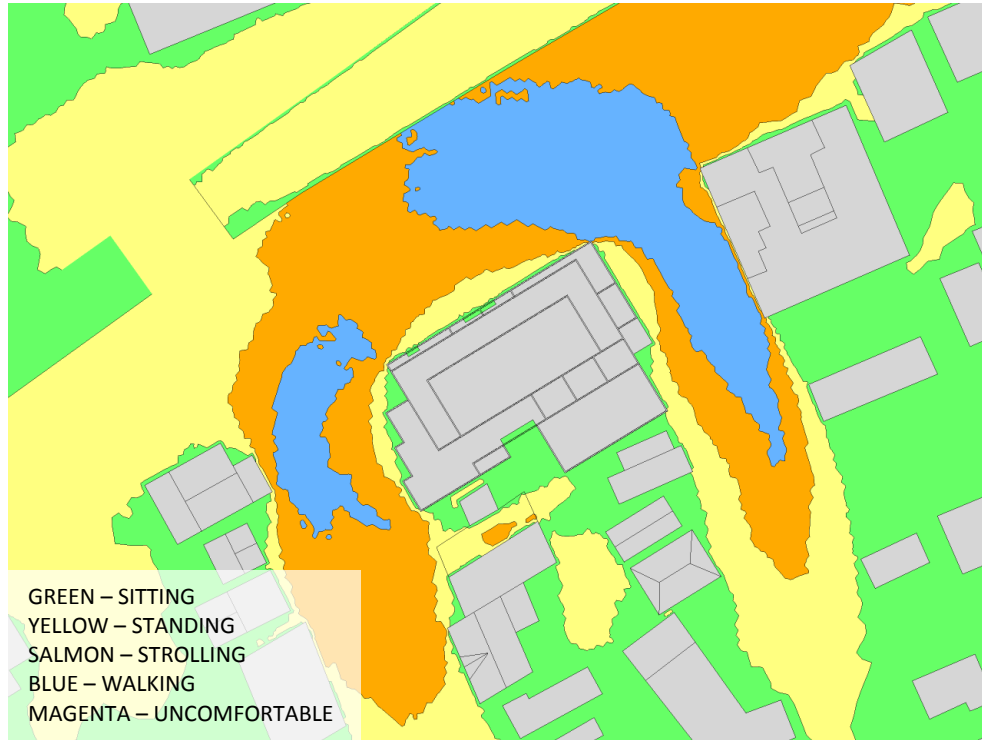 GREEN – SITTING
YELLOW – STANDING
SALMON – STROLLING
BLUE – WALKING
MAGENTA – UNCOMFORTABLE